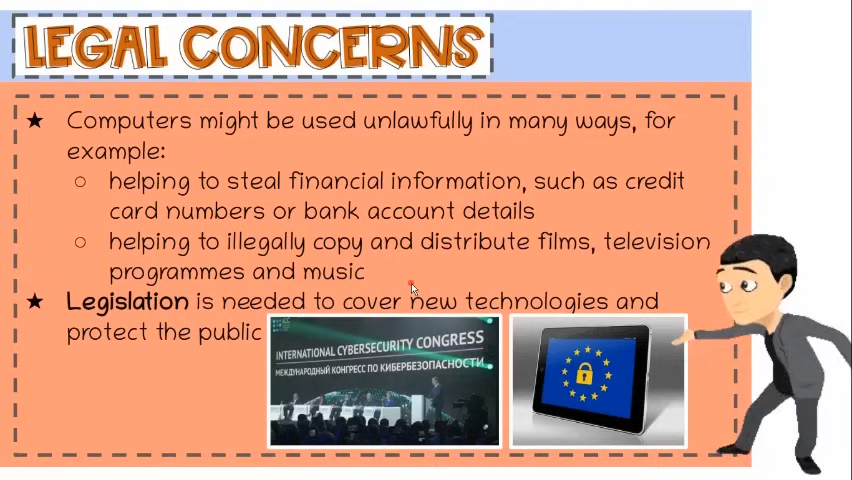 LEGAL CONCERNS
★ Computers might be used unlawfully in many ways, for
example:
○ helping to steal financial information, such as credit
card numbers or bank account details
○ helping to illegally copy and distribute films, television
programmes and music
★ Legislation is needed to cover new technologies and
protect the public
ICC
INTERNATIONAL CYBERSECURITY CONGRESS
МЕЖДУНАРОДНЫЙ КОНГРЕСС ПО КИБЕРБЕЗОПАСНОСТИ